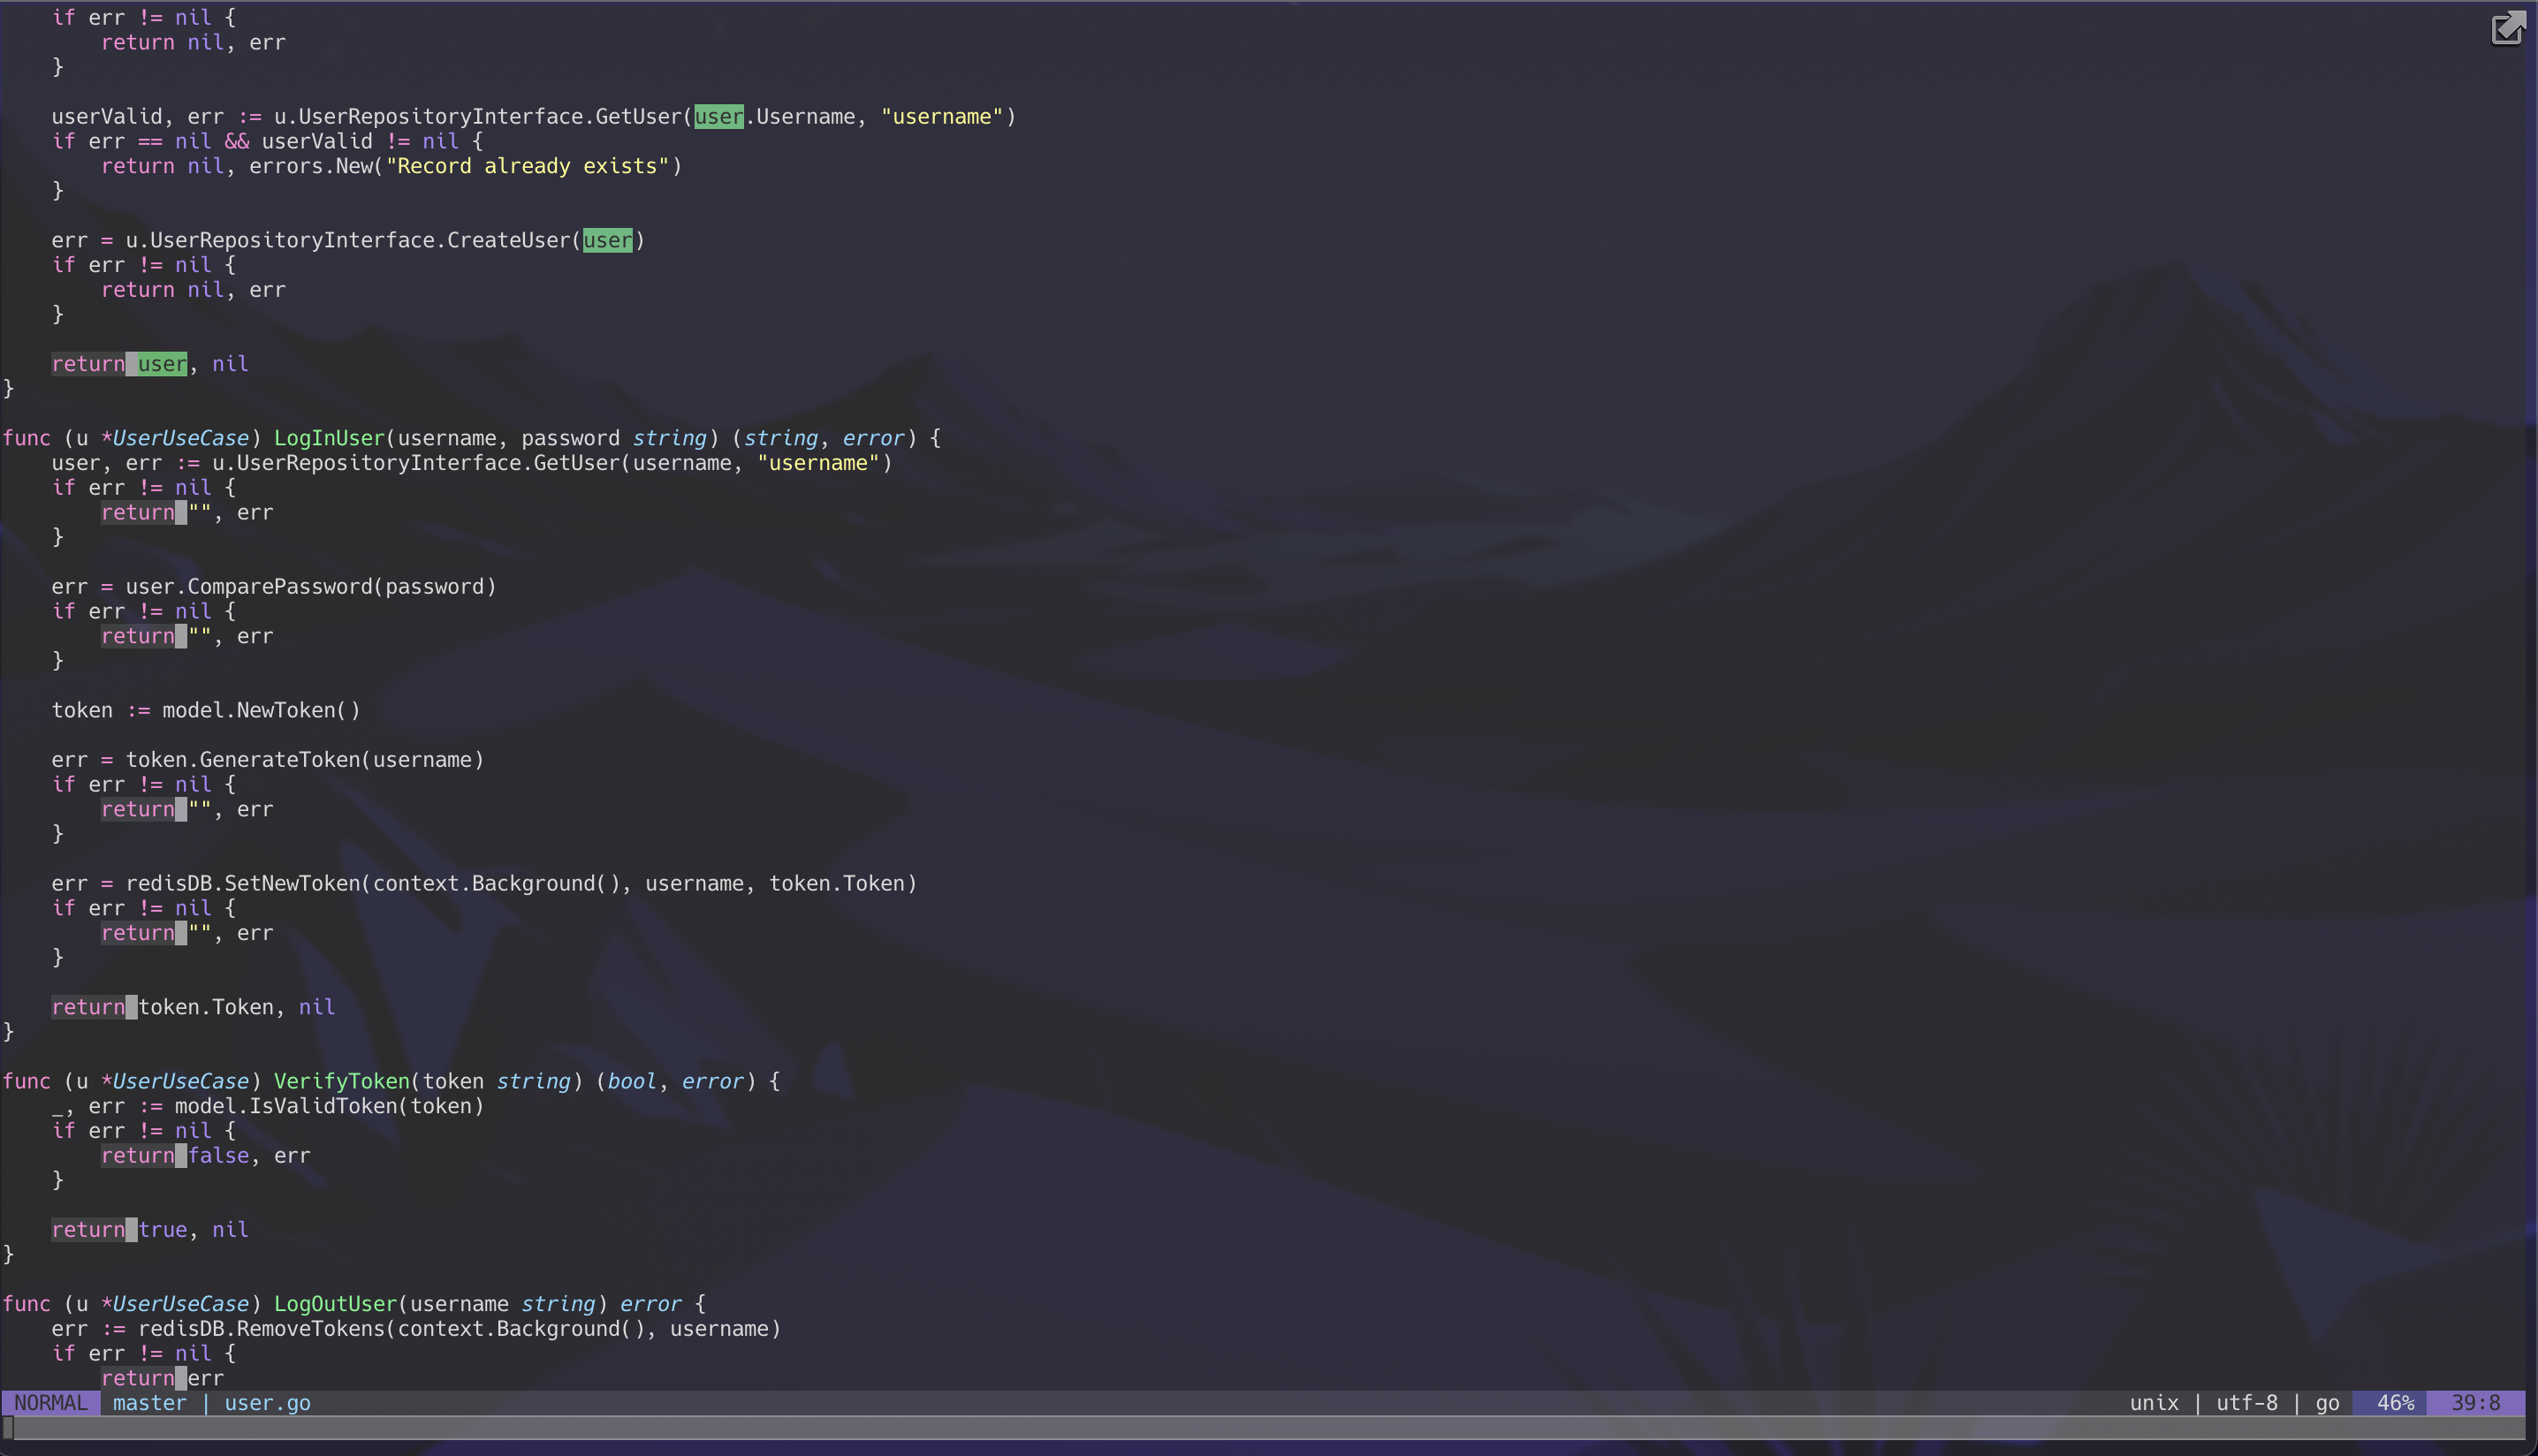 if err != nil {
        return nil, err
    }

    userValid, err := u.UserRepositoryInterface.GetUser(user.Username, "username")
    if err == nil && userValid != nil {
        return nil, errors.New("Record already exists")
    }

    err = u.UserRepositoryInterface.CreateUser(user)
    if err != nil {
        return nil, err
    }

    return user, nil
}

func (u *UserUseCase) LogInUser(username, password string) (string, error) {
    user, err := u.UserRepositoryInterface.GetUser(username, "username")
    if err != nil {
        return "", err
    }

    err = user.ComparePassword(password)
    if err != nil {
        return "", err
    }

    token := model.NewToken()

    err = token.GenerateToken(username)
    if err != nil {
        return "", err
    }

    err = redisDB.SetNewToken(context.Background(), username, token.Token)
    if err != nil {
        return "", err
    }

    return token.Token, nil
}

func (u *UserUseCase) VerifyToken(token string) (bool, error) {
    _, err := model.IsValidToken(token)
    if err != nil {
        return false, err
    }

    return true, nil
}

func (u *UserUseCase) LogOutUser(username string) error {
    err := redisDB.RemoveTokens(context.Background(), username)
    if err != nil {
        return err
NORMAL master | user.go unix | utf-8 | go 46% 39:8